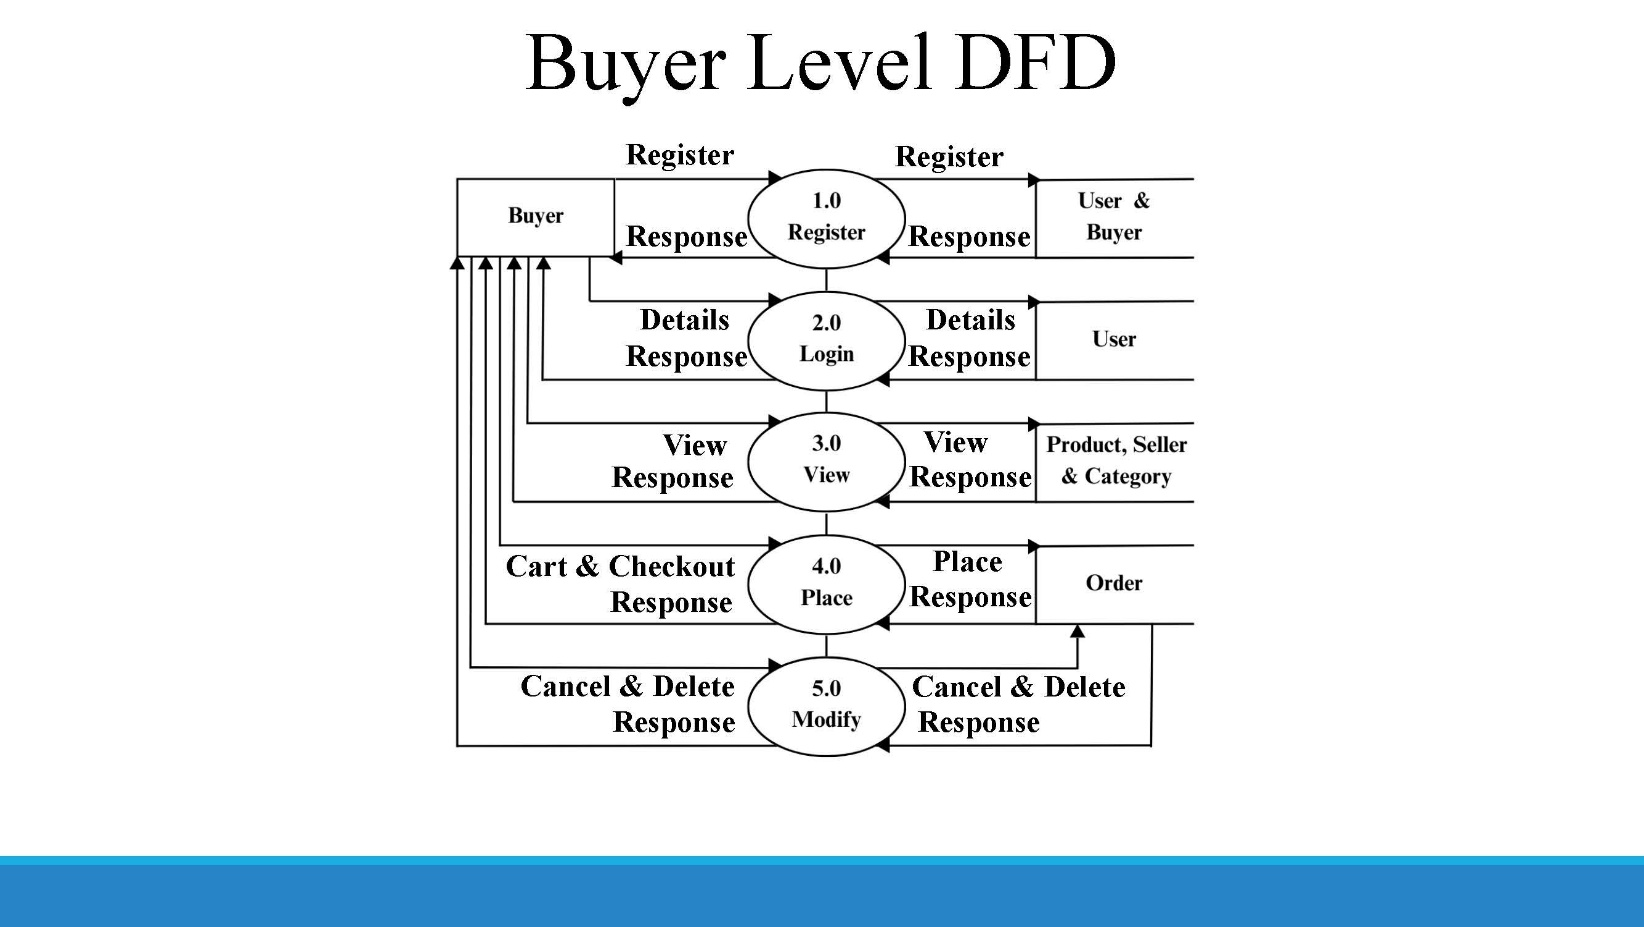 Buyer Level DFD
Register
Register
Buyer
1.0
Register
User & 
Buyer
Response
Response
Details
Response
2.0
Login
Details
Response
User
View
Response
3.0
View
View
Response
Product, Seller
& Category
Cart & Checkout
Response
4.0
Place
Place
Response
Order
Cancel & Delete
Response
5.0
Modify
Cancel & Delete
Response